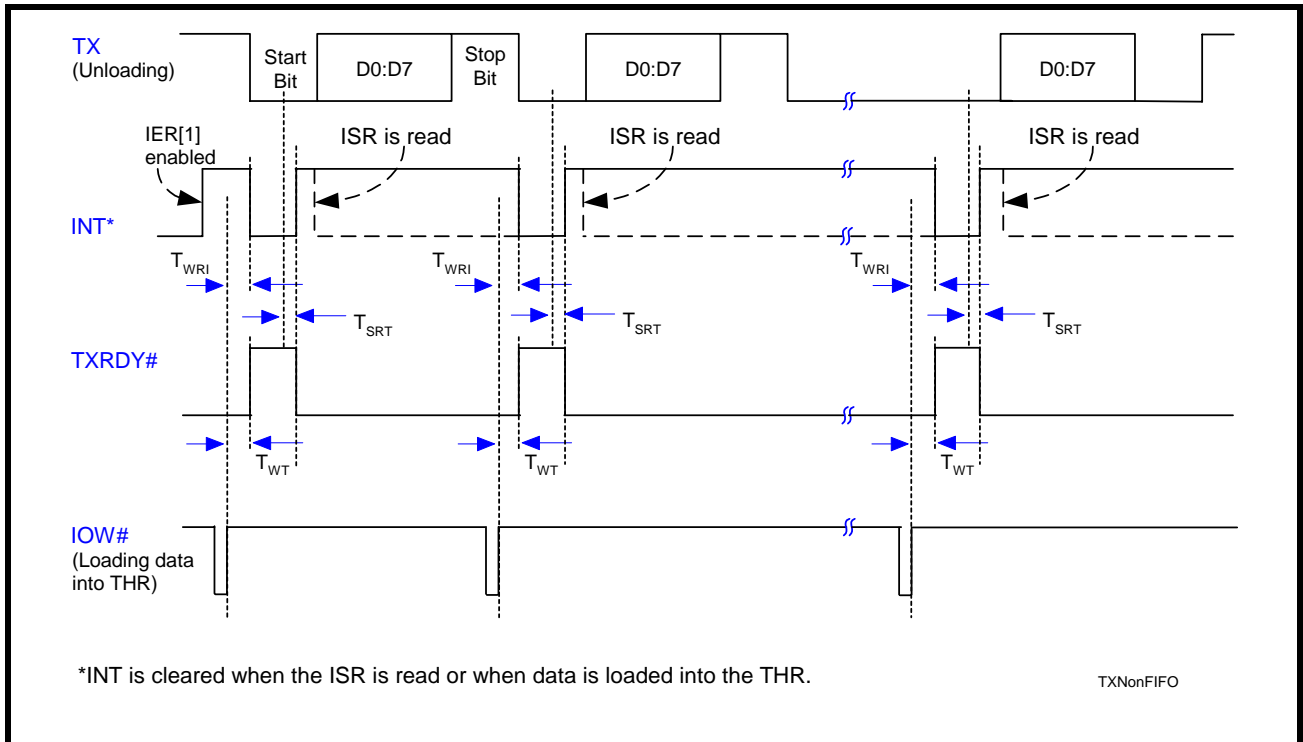 TX
(Unloading)
Start
Bit
D0:D7
Stop
Bit
D0:D7
D0:D7
IER[1]
enabled
ISR is read
ISR is read
ISR is read
INT*
TWRI
TWRI
TWRI
TSRT
TSRT
TSRT
TXRDY#
TWT
TWT
TWT
IOW#
(Loading data
into THR)
*INT is cleared when the ISR is read or when data is loaded into the THR.
TXNonFIFO